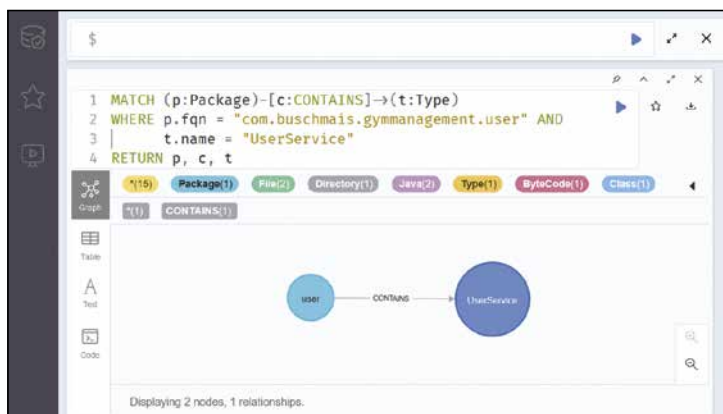 $
1 MATCH (p:Package)-[c:CONTAINS]→(t:Type)
2 WHERE p.fqn = "com.buschmais.gymmanagement.user" AND
3 t.name = "UserService"
4 RETURN p, c, t
*(15) Package(1) File(2) Directory(1) Java(2) Type(1) ByteCode(1) Class(1)
*(1) CONTAINS(1)
Graph
Table
A
Text
Code
user
CONTAINS
UserService
Displaying 2 nodes, 1 relationships.